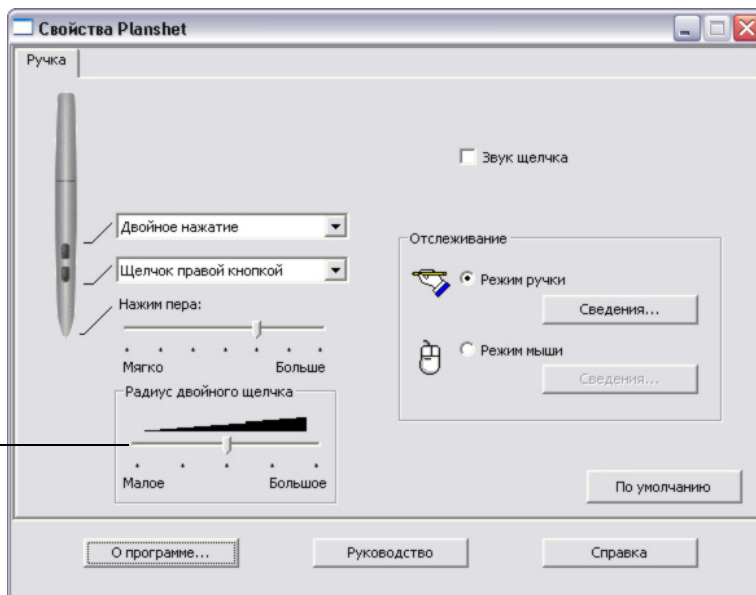 Свойства Planshet
Ручка
Звук щелчка
Двойное нажатие
Щелчок правой кнопкой
Нажим пера:
Мягко Больше
Радиус двойного щелчка
Малое Большое
Отслеживание
Режим ручки
Сведения...
Режим мыши
Сведения...
По умолчанию
О программе...
Руководство
Справка